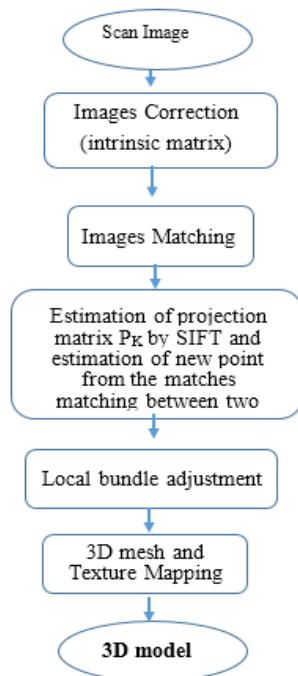 Scan Image
Images Correction
(intrinsic matrix)
Images Matching
Estimation of projection
matrix PK by SIFT and
estimation of new point
from the matches
matching between two
Local bundle adjustment
3D mesh and
Texture Mapping
3D model